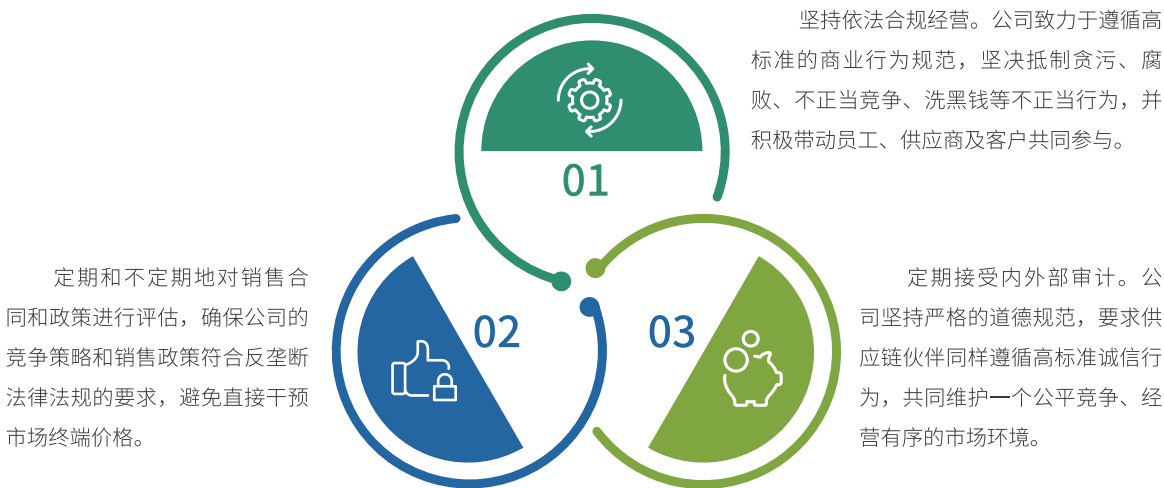 坚持依法合规经营。公司致力于遵循高
标准的商业行为规范，坚决抵制贪污、腐
败、不正当竞争、洗黑钱等不正当行为，并
积极带动员工、供应商及客户共同参与。
01
定期和不定期地对销售合
同和政策进行评估，确保公司的
竞争策略和销售政策符合反垄断
法律法规的要求，避免直接干预
市场终端价格。
02
03
定期接受内外部审计。公
司坚持严格的道德规范，要求供
应链伙伴同样遵循高标准诚信行
为，共同维护一个公平竞争、经
营有序的市场环境。